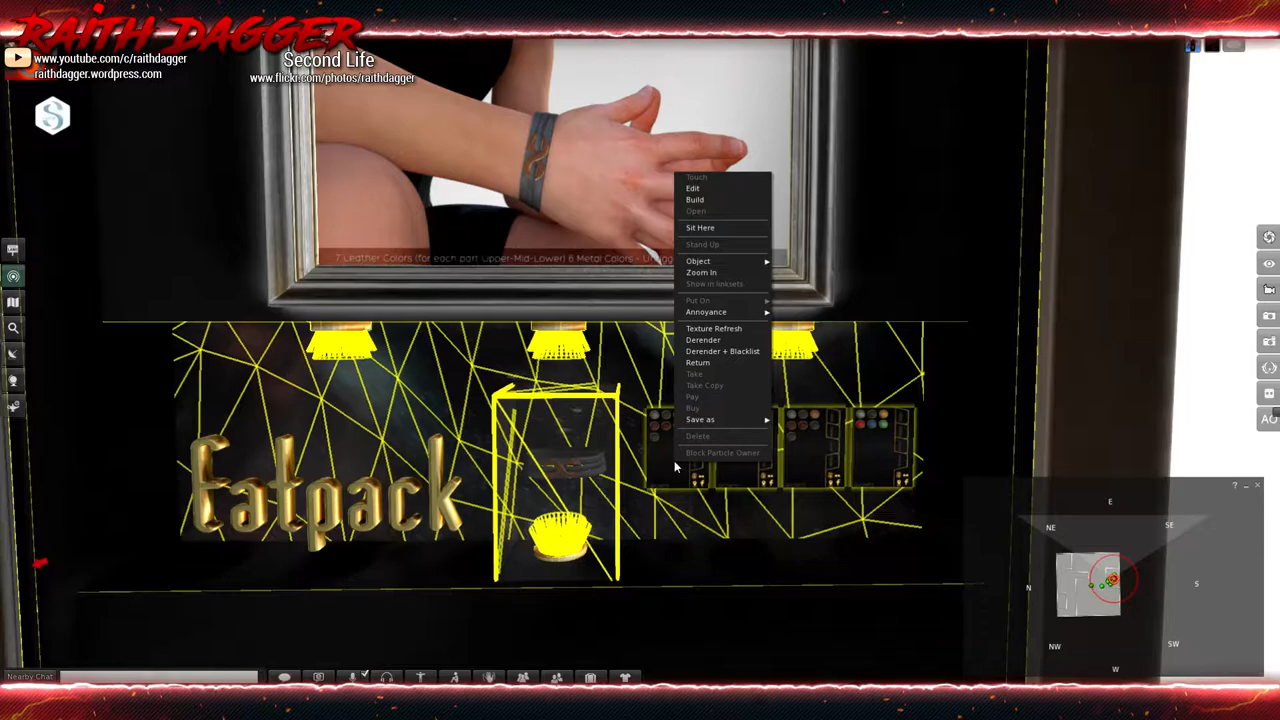 RAITH DAGGER
www.youtube.com/c/raithdagger
raithdagger.wordpress.com
Second Life
www.flickr.com/photos/raithdagger
7 Leather Colors (for each part Upper-Mid-Lower) 6 Metal Colors -
Touch
Edit
Build
Open
Sit Here
Stand Up
Object
Zoom In
Show in linksets
Put On
Annoyance
Texture Refresh
Derender
Derender + Blacklist
Return
Take
Take Copy
Pay
Buy
Save as
Delete
Block Particle Owner
fatpack
AO
? _ ×
E
NE
SE
N
S
NW
SW
W
Nearby Chat